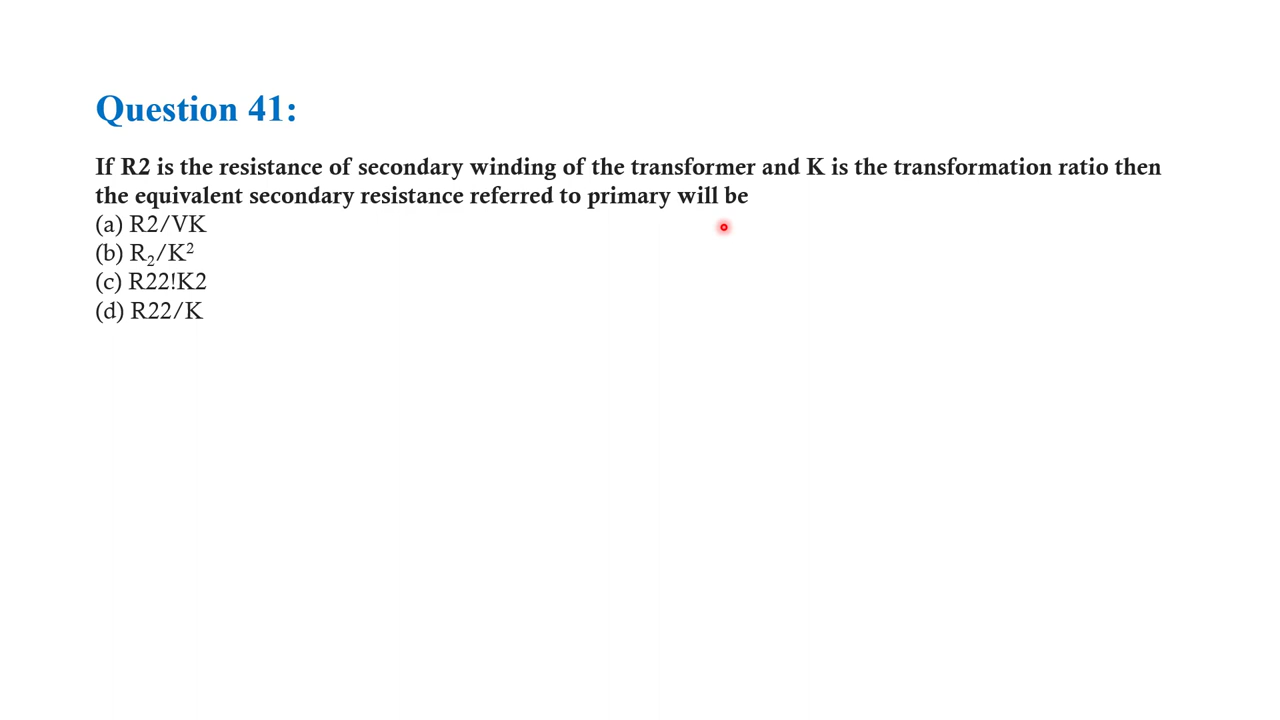 Question 41:
If R2 is the resistance of secondary winding of the transformer and K is the transformation ratio then
the equivalent secondary resistance referred to primary will be
(a) R2/VK
(b) R₂/K²
(c) R22!K2
(d) R22/K